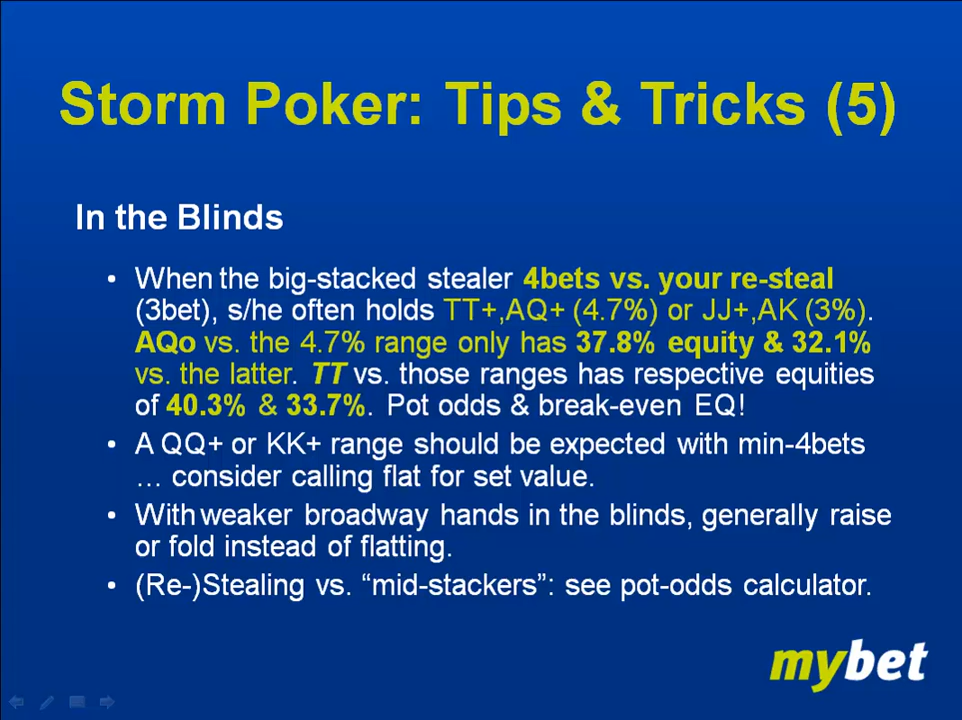 Storm Poker: Tips & Tricks (5)
In the Blinds
• When the big-stacked stealer 4bets vs. your re-steal
(3bet), s/he often holds TT+,AQ+ (4.7%) or JJ+,AK (3%).
AQo vs. the 4.7% range only has 37.8% equity & 32.1%
vs. the latter. TT vs. those ranges has respective equities
of 40.3% & 33.7%. Pot odds & break-even EQ!
• A QQ+ or KK+ range should be expected with min-4bets
… consider calling flat for set value.
• With weaker broadway hands in the blinds, generally raise
or fold instead of flatting.
• (Re-)Stealing vs. “mid-stackers”: see pot-odds calculator.
mybet